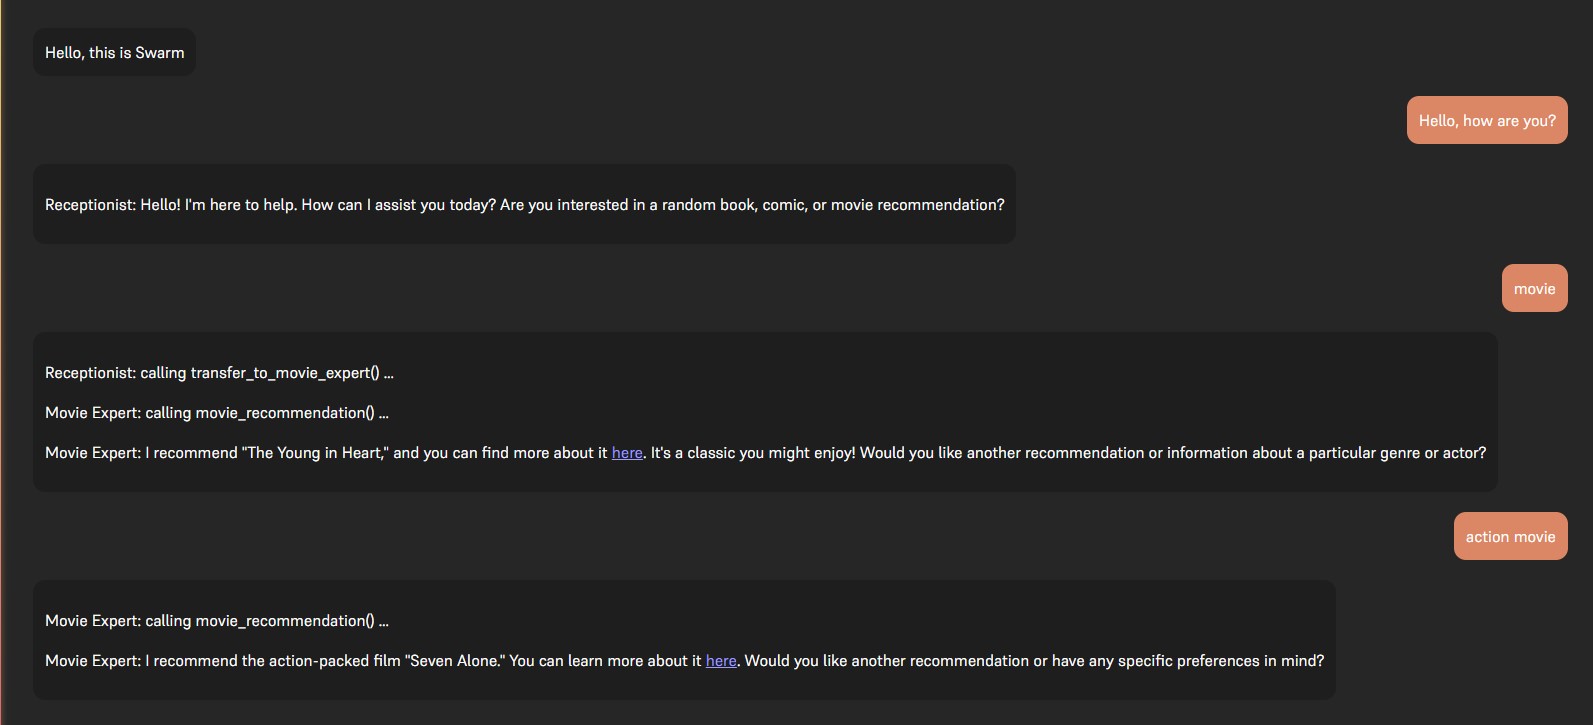 Hello, this is Swarm
Hello, how are you?
Receptionist: Hello! I'm here to help. How can I assist you today? Are you interested in a random book, comic, or movie recommendation?
movie
Receptionist: calling transfer_to_movie_expert() ...
Movie Expert: calling movie_recommendation() ...
Movie Expert: I recommend "The Young in Heart," and you can find more about it here. It's a classic you might enjoy! Would you like another recommendation or information about a particular genre or actor?
action movie
Movie Expert: calling movie_recommendation() ...
Movie Expert: I recommend the action-packed film "Seven Alone." You can learn more about it here. Would you like another recommendation or have any specific preferences in mind?